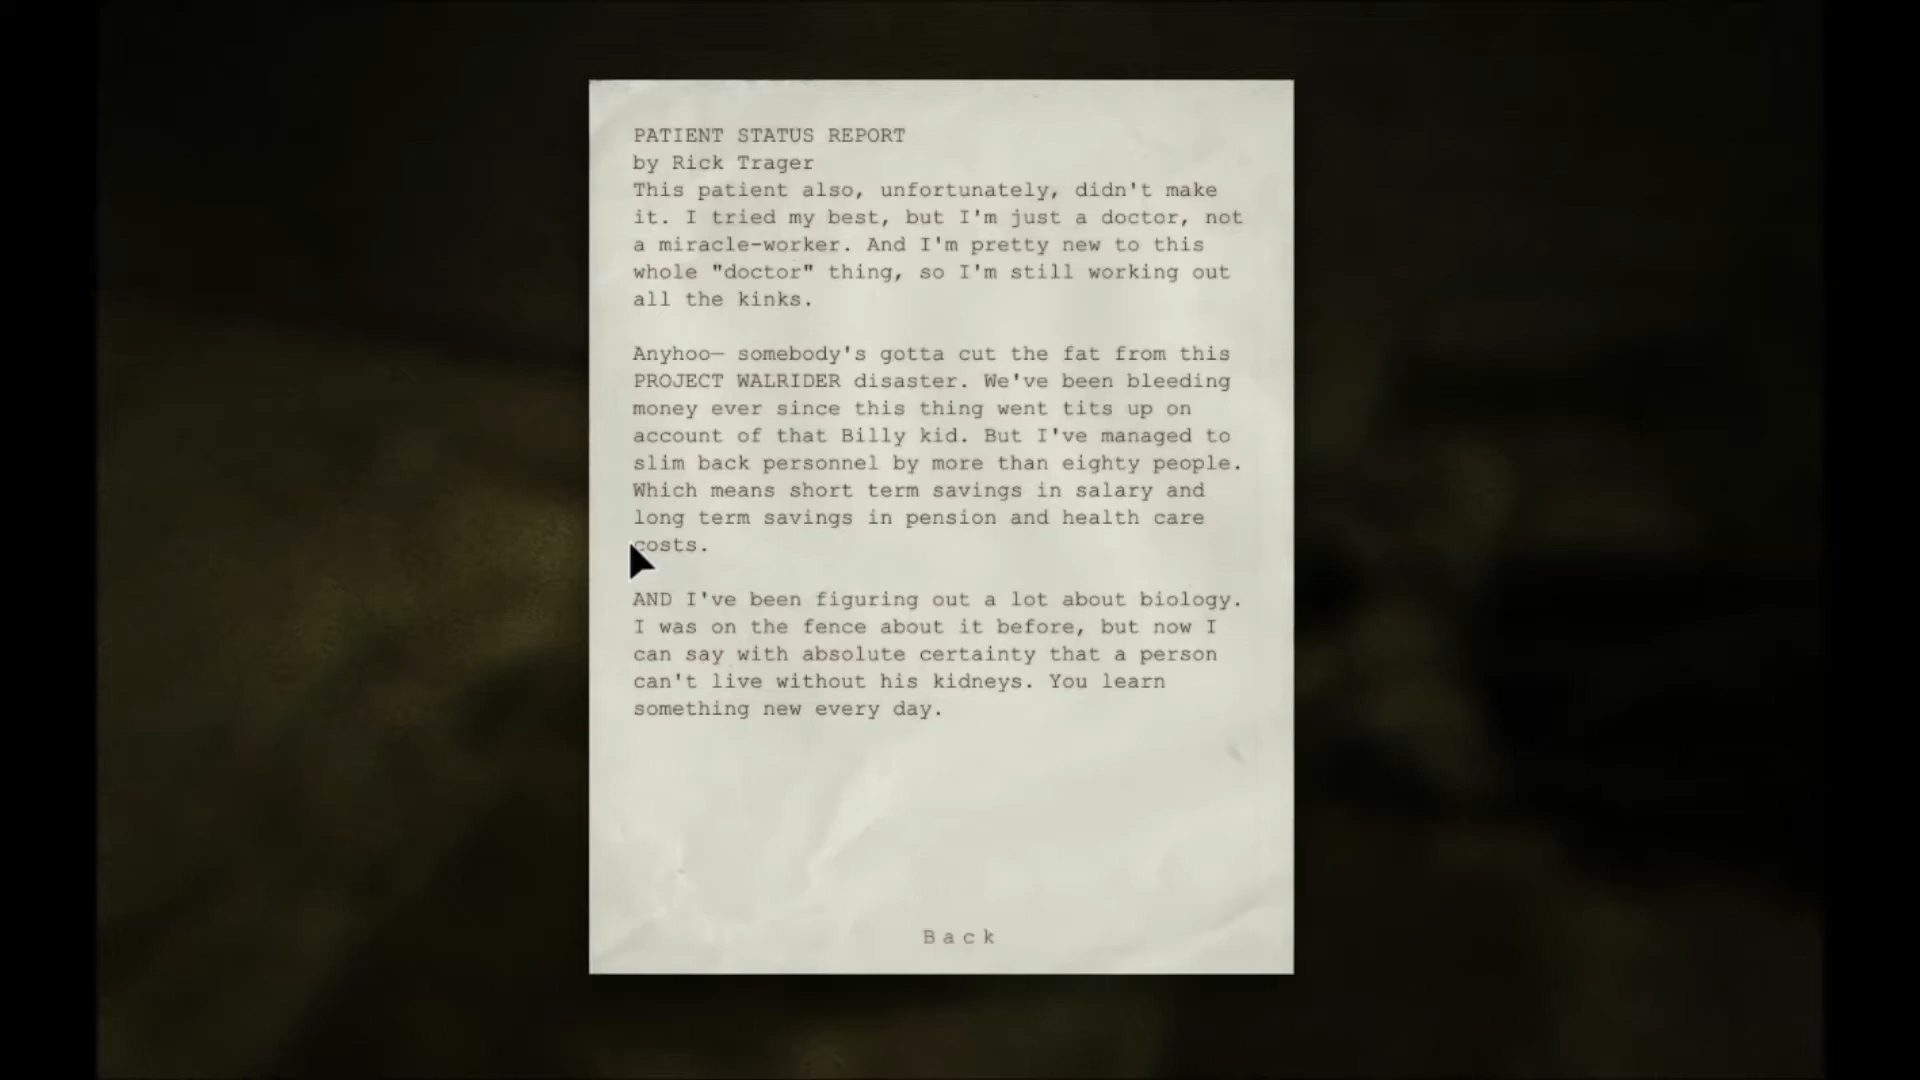 PATIENT STATUS REPORT
by Rick Trager
This patient also, unfortunately, didn't make
it. I tried my best, but I'm just a doctor, not
a miracle-worker. And I'm pretty new to this
whole "doctor" thing, so I'm still working out
all the kinks.
Anyhoo— somebody's gotta cut the fat from this
PROJECT WALRIDER disaster. We've been bleeding
money ever since this thing went tits up on
account of that Billy kid. But I've managed to
slim back personnel by more than eighty people.
Which means short term savings in salary and
long term savings in pension and health care
costs.
AND I've been figuring out a lot about biology.
I was on the fence about it before, but now I
can say with absolute certainty that a person
can't live without his kidneys. You learn
something new every day.
Back